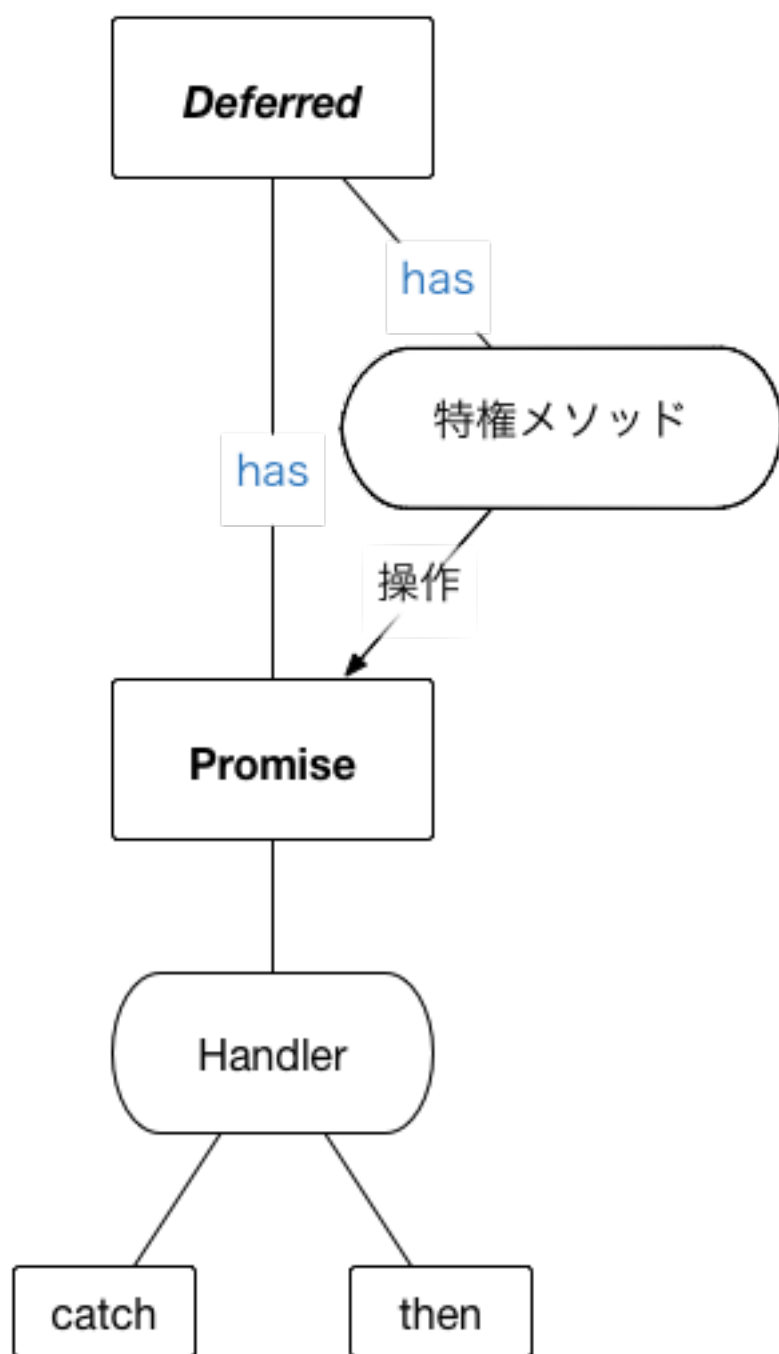 Deferred
has
特権メソッド
has
操作
Promise
Handler
catch
then